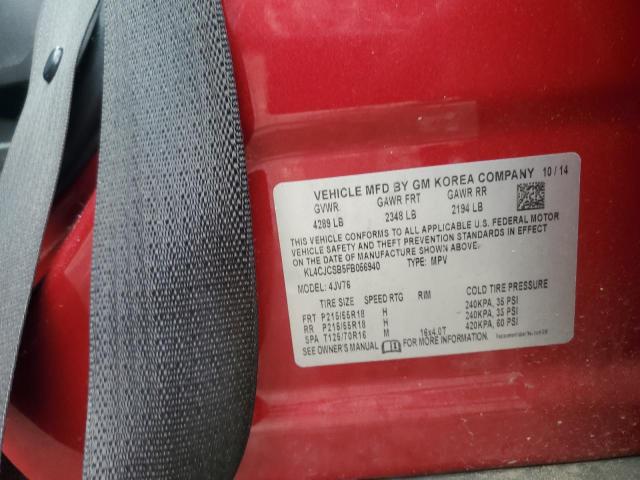 VEHICLE MFD BY GM KOREA COMPANY 10/14
GVWR GAWR FRT GAWR RR
4289 LB 2348 LB 2194 LB
THIS VEHICLE CONFORMS TO ALL APPLICABLE U.S. FEDERAL MOTOR
VEHICLE SAFETY AND THEFT PREVENTION STANDARDS IN EFFECT
ON THE DATE OF MANUFACTURE SHOWN ABOVE.
KL4CJCSB5FB066940 TYPE: MPV
MODEL: 4JV76
TIRE SIZE SPEED RTG RIM COLD TIRE PRESSURE
FRT P215/55R18 H 240KPA, 35 PSI
RR P215/55R18 H 240KPA, 35 PSI
SPA T125/70R16 M 16x4.0T 420KPA, 60 PSI
SEE OWNER'S MANUAL FOR MORE INFORMATION.